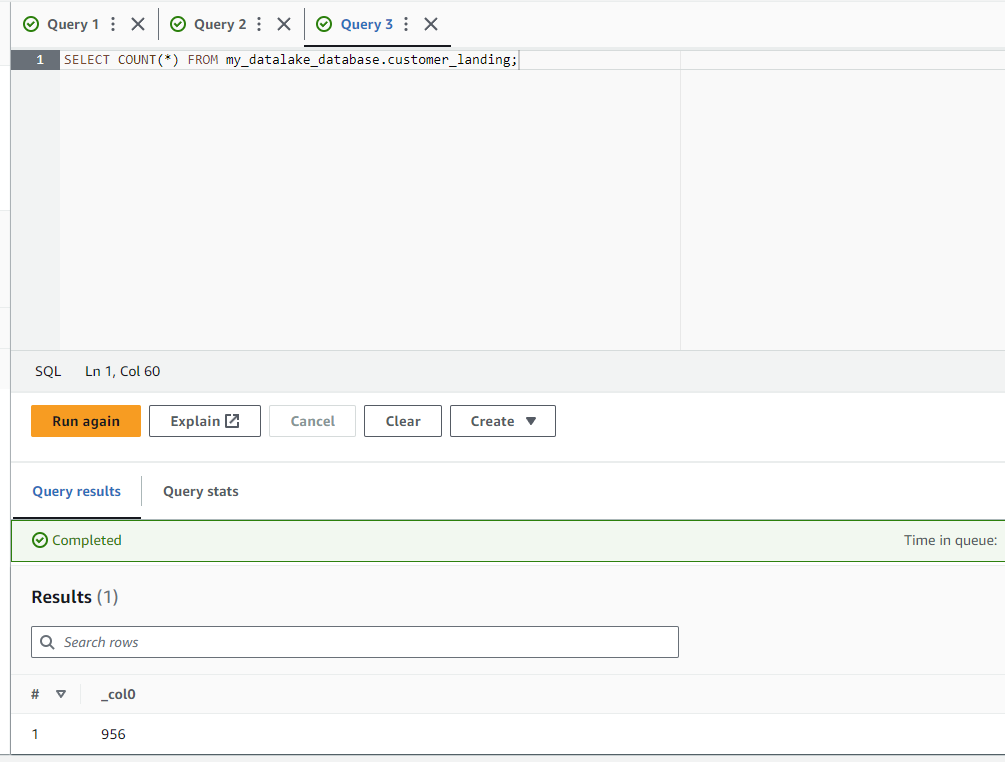 Query 1 Query 2 Query 3
1 SELECT COUNT(*) FROM my_datalake_database.customer_landing;
SQL Ln 1, Col 60
Run again Explain Cancel Clear Create
Query results Query stats
Completed Time in queue:
Results (1)
Search rows
# _col0
1 956